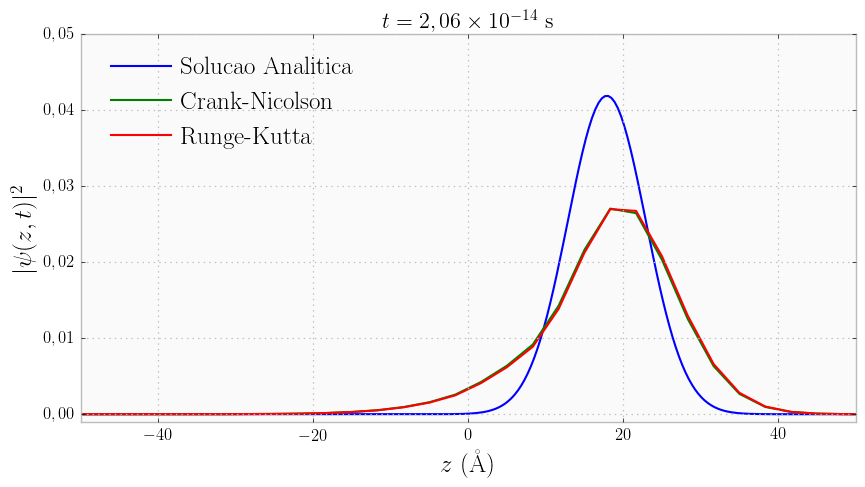 t = 2,06 × 10⁻¹⁴ s
0,05
0,04
0,03
0,02
0,01
0,00
|ψ(z, t)|²
Solucao Analitica
Crank-Nicolson
Runge-Kutta
−40 −20 0 20 40
z (Å)